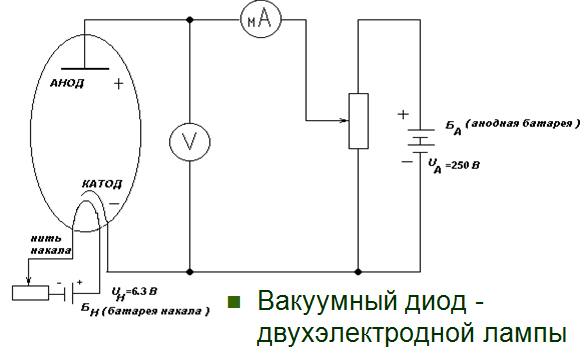 мА
АНОД
+
V
+
Б А (анодная батарея)
–
U А =250 В
КАТОД
–
нить
накала
- +
U Н =6.3 В
Б Н (батарея накала)
Вакуумный диод -
двухэлектродной лампы